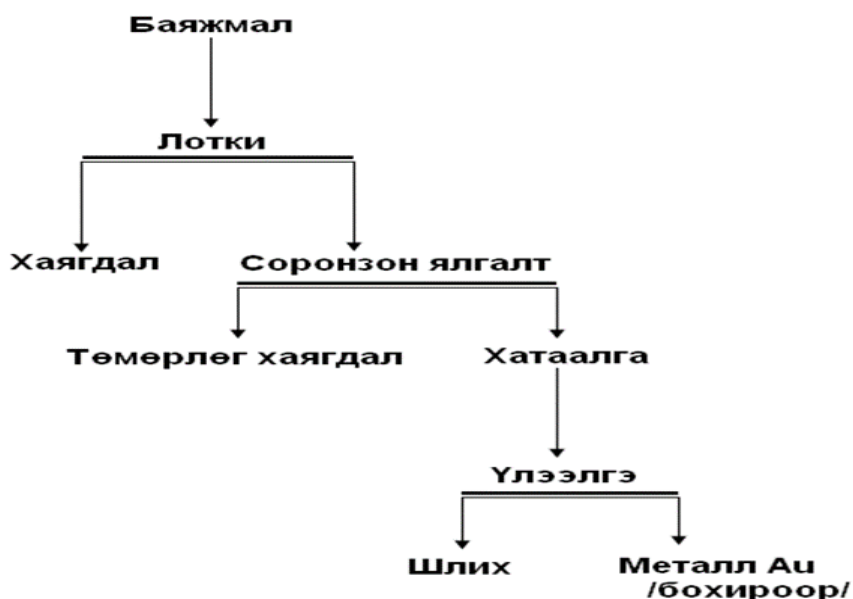 Баяжмал
Лотки
Хаягдал
Соронзон ялгалт
Төмөрлөг хаягдал
Хатаалга
Үлээлгэ
Шлих
Металл Au
/бохироор/